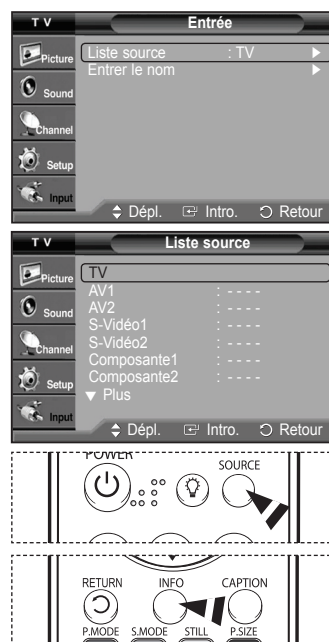 T V Entrée
Picture
Sound
Channel
Setup
Input
Liste source : TV
Entrer le nom
Dépl. Intro. Retour
T V Liste source
Picture
Sound
Channel
Setup
Input
TV
AV1 : - - - -
AV2 : - - - -
S-Vidéo1 : - - - -
S-Vidéo2 : - - - -
Composante1 : - - - -
Composante2 : - - - -
▼ Plus
Dépl. Intro. Retour
POWER
SOURCE
RETURN INFO CAPTION
P.MODE S.MODE STILL P.SIZE